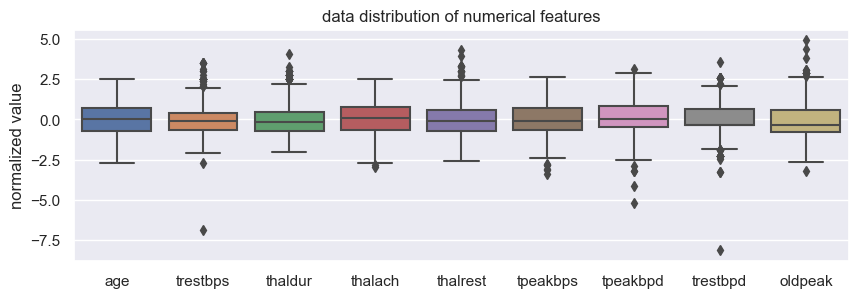 data distribution of numerical features
normalized value
5.0
2.5
0.0
−2.5
−5.0
−7.5
age trestbps thaldur thalach thalrest tpeakbps tpeakbpd trestbpd oldpeak